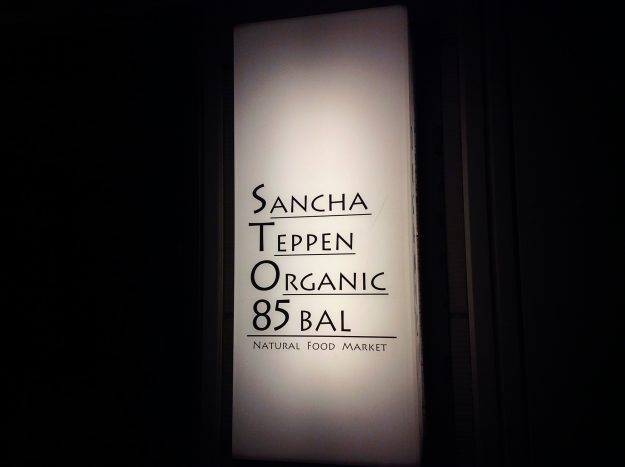 SANCHA
TEPPEN
ORGANIC
85 BAL
NATURAL FOOD MARKET